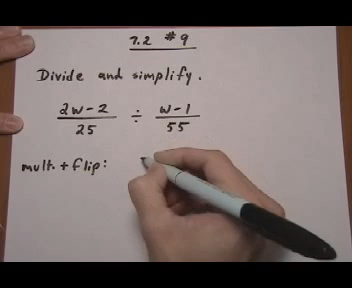 7.2 #9
Divide and simplify.
2w-2 / 25 ÷ w-1 / 55
mult. + flip: